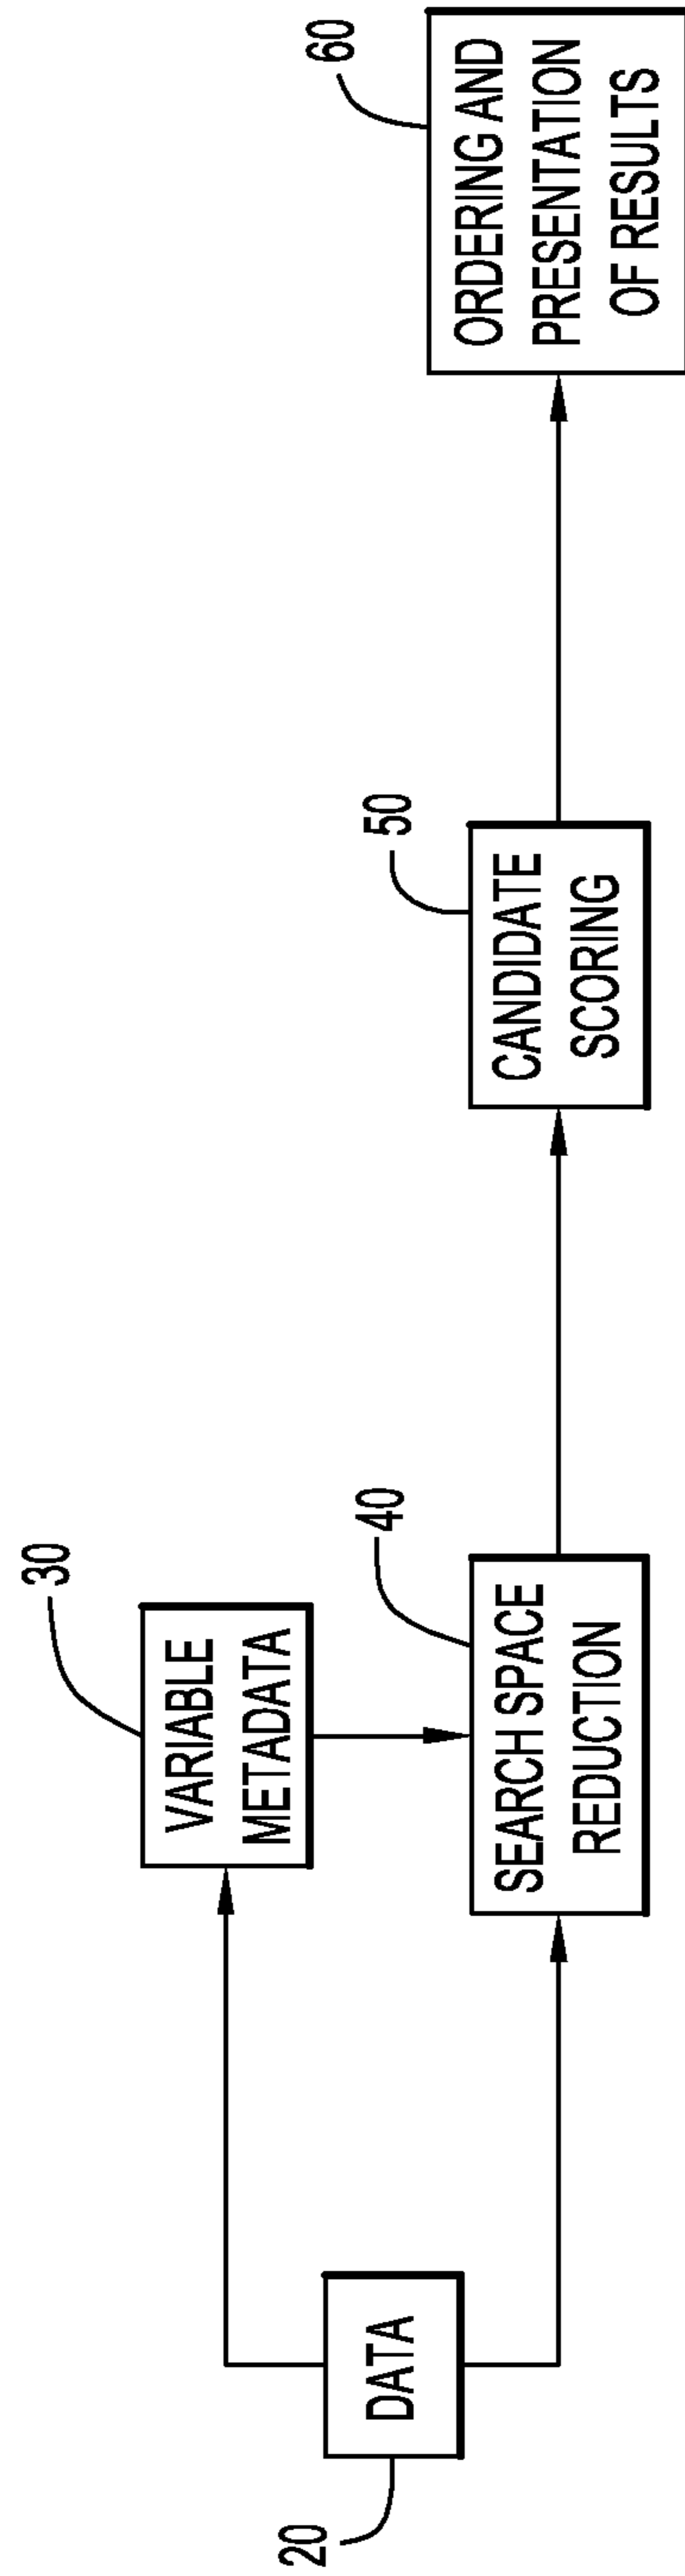 20
DATA
30
VARIABLE
METADATA
40
SEARCH SPACE
REDUCTION
50
CANDIDATE
SCORING
60
ORDERING AND
PRESENTATION
OF RESULTS